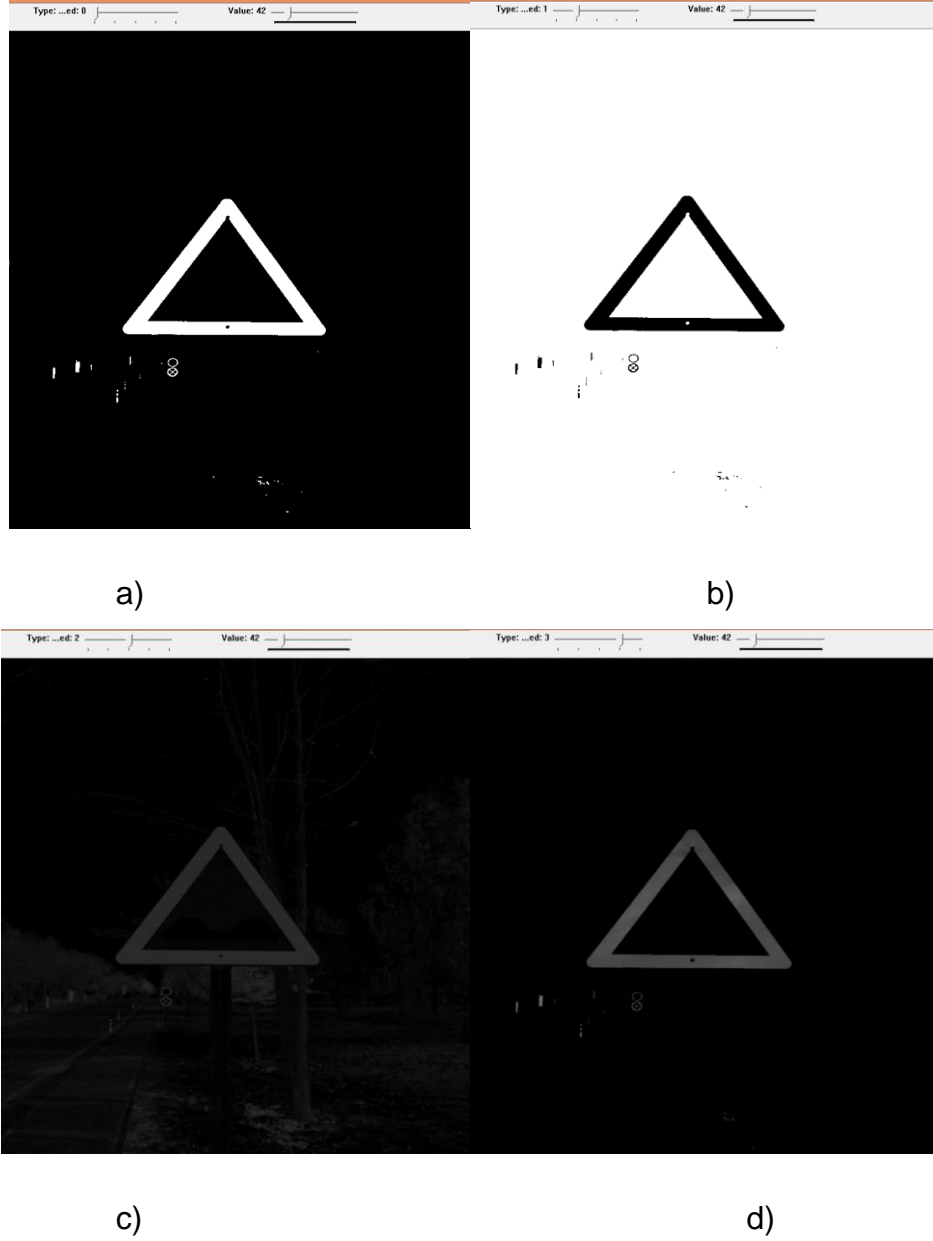 Type: ...ed: 0 Value: 42
Type: ...ed: 1 Value: 42
a)
b)
Type: ...ed: 2 Value: 42
Type: ...ed: 3 Value: 42
c)
d)